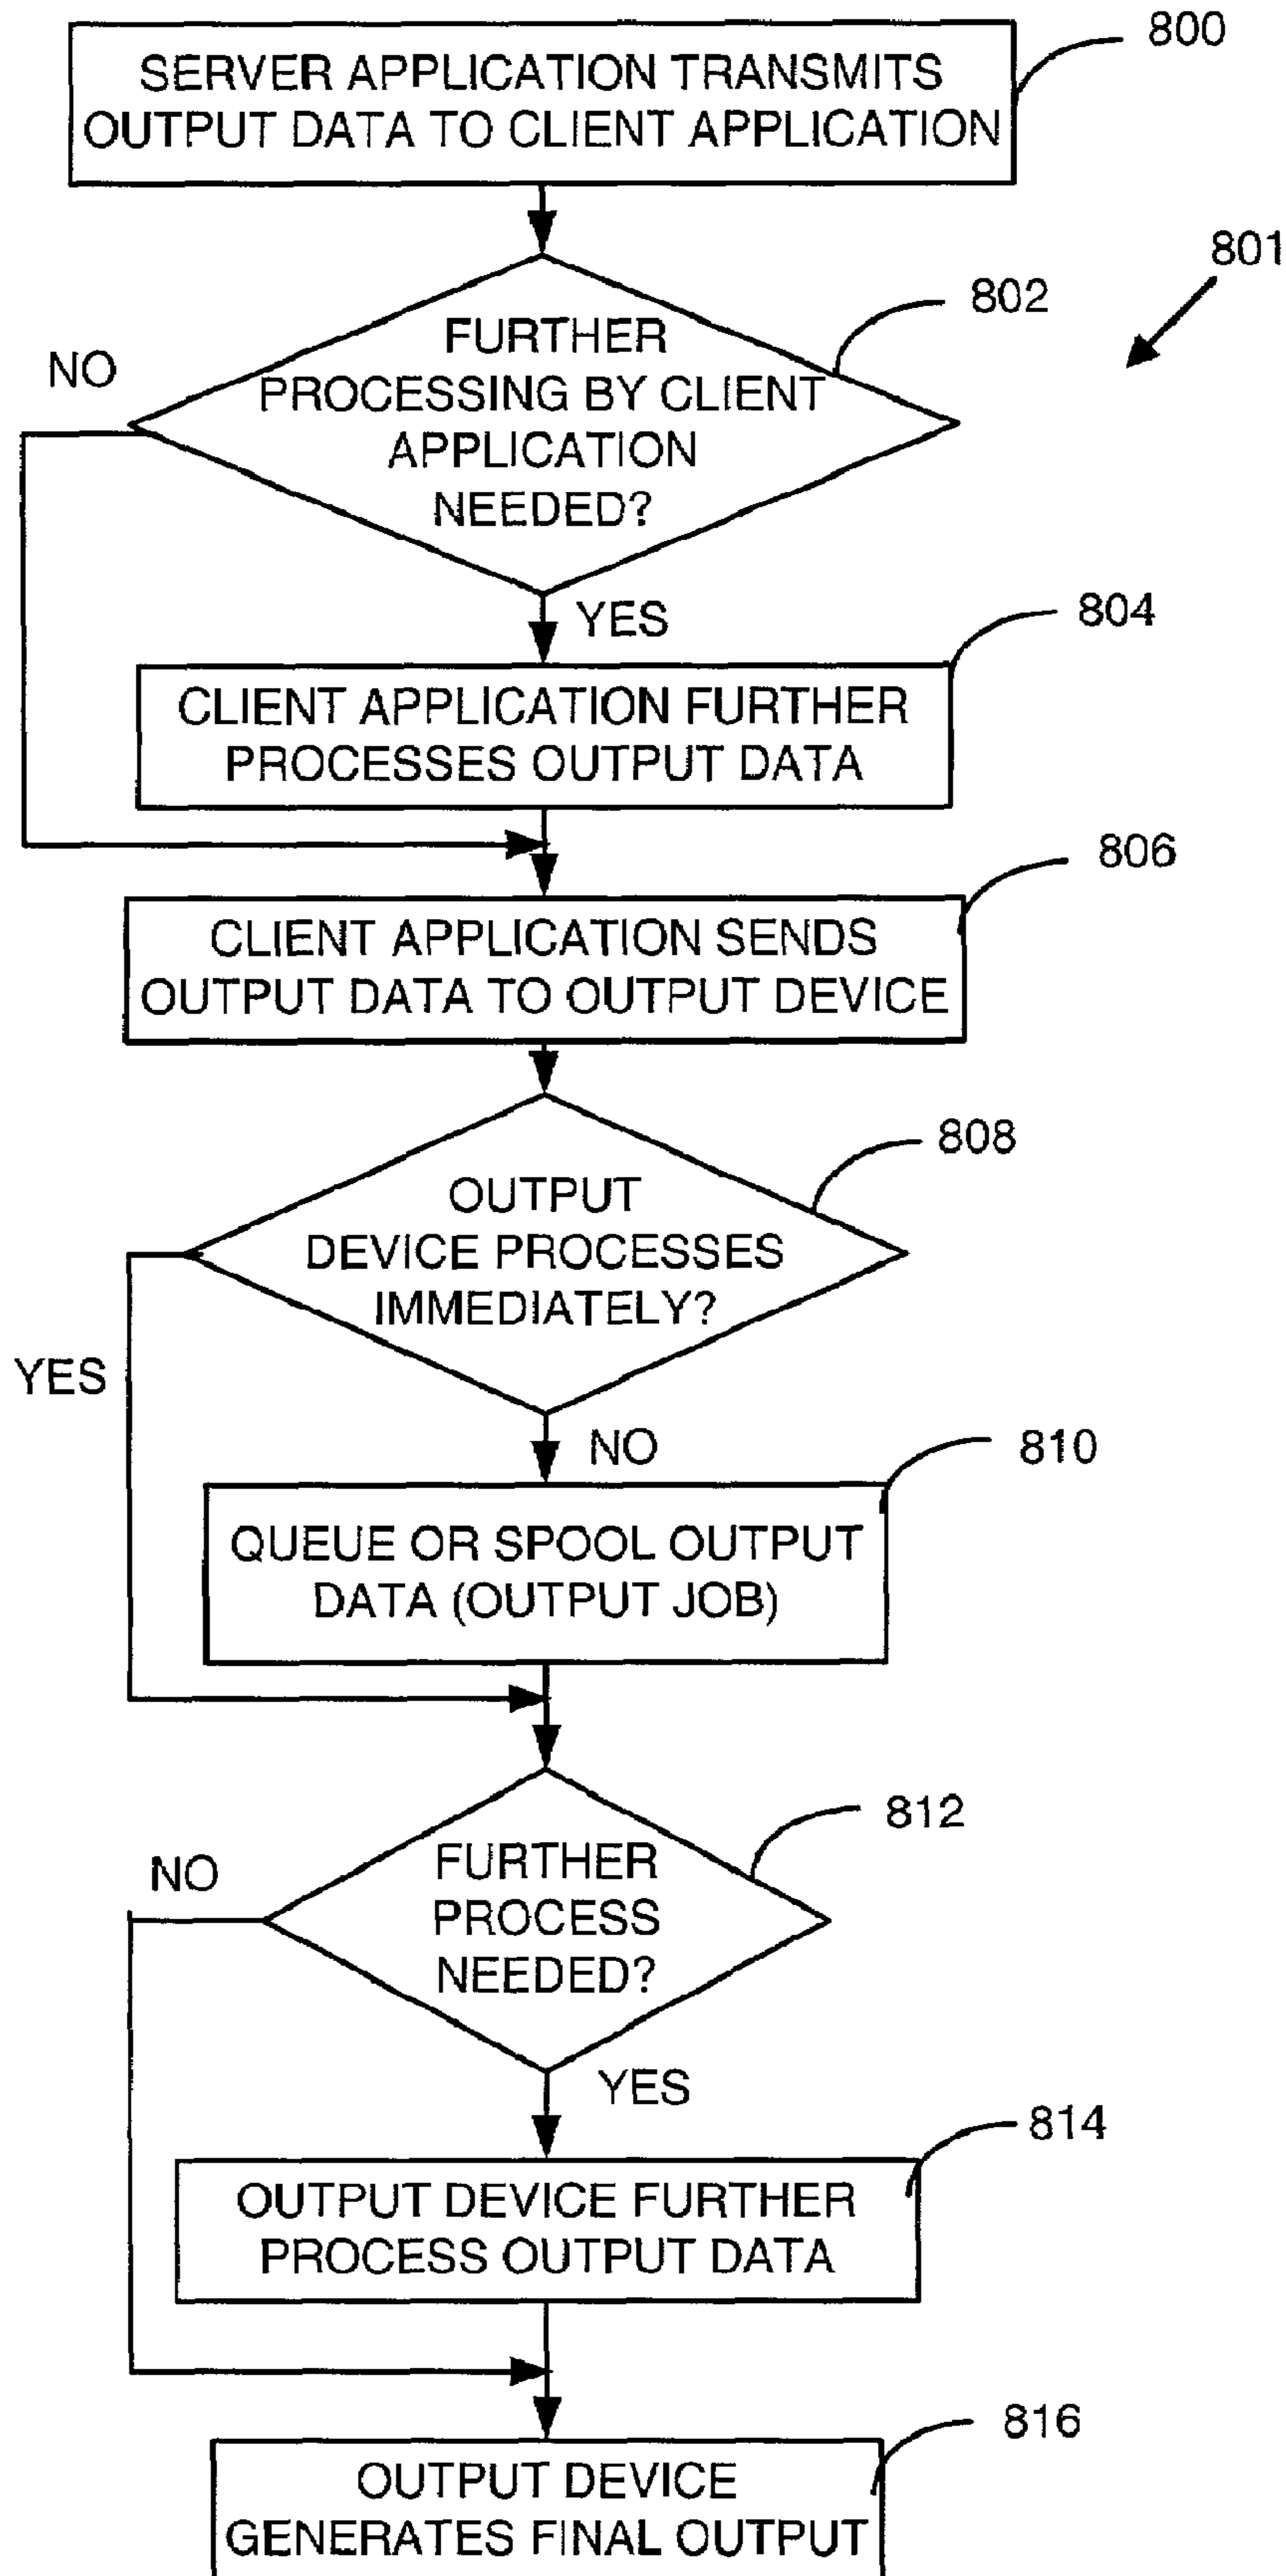 800
SERVER APPLICATION TRANSMITS
OUTPUT DATA TO CLIENT APPLICATION
801
802
NO
FURTHER
PROCESSING BY CLIENT
APPLICATION
NEEDED?
YES
804
CLIENT APPLICATION FURTHER
PROCESSES OUTPUT DATA
806
CLIENT APPLICATION SENDS
OUTPUT DATA TO OUTPUT DEVICE
808
OUTPUT
DEVICE PROCESSES
IMMEDIATELY?
YES
NO
810
QUEUE OR SPOOL OUTPUT
DATA (OUTPUT JOB)
812
NO
FURTHER
PROCESS
NEEDED?
YES
814
OUTPUT DEVICE FURTHER
PROCESS OUTPUT DATA
816
OUTPUT DEVICE
GENERATES FINAL OUTPUT